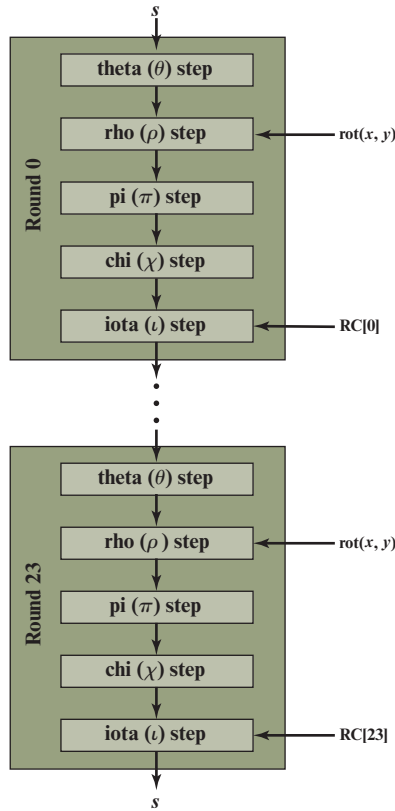 s
Round 0
theta (θ) step
rho (ρ) step
rot(x, y)
pi (π) step
chi (χ) step
iota (ι) step
RC[0]
Round 23
theta (θ) step
rho (ρ) step
rot(x, y)
pi (π) step
chi (χ) step
iota (ι) step
RC[23]
s